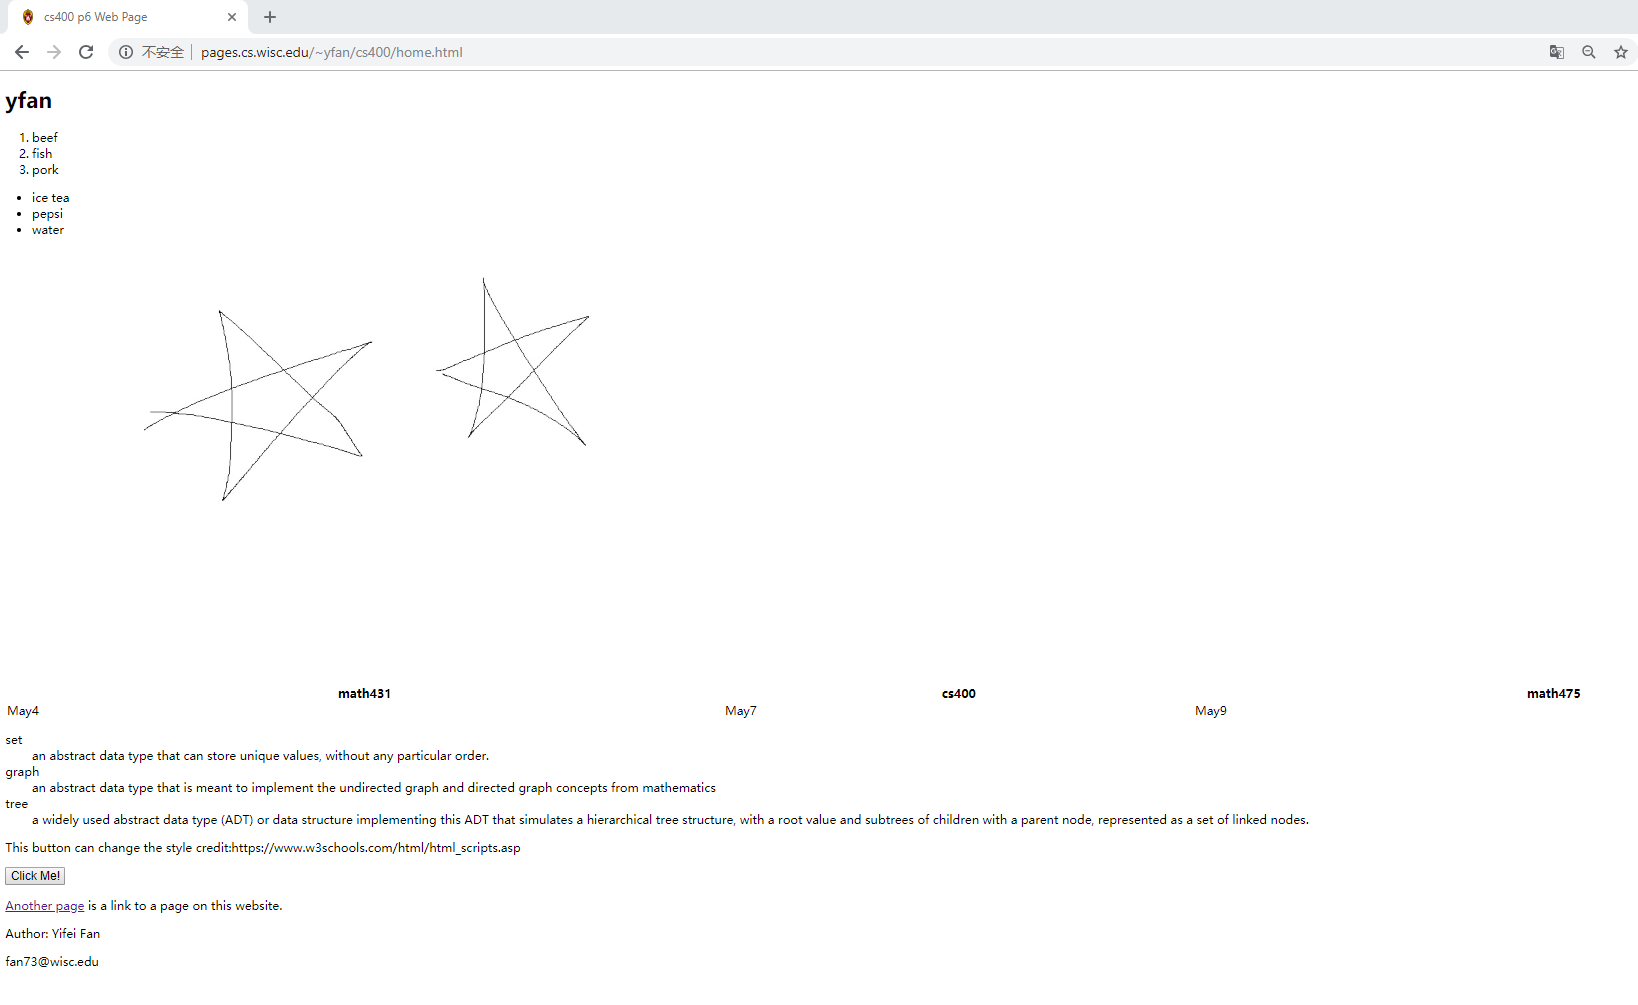 cs400 p6 Web Page
不安全 | pages.cs.wisc.edu/~yfan/cs400/home.html
yfan
1. beef
2. fish
3. pork
• ice tea
• pepsi
• water
math431 cs400 math475
May4 May7 May9
set
an abstract data type that can store unique values, without any particular order.
graph
an abstract data type that is meant to implement the undirected graph and directed graph concepts from mathematics
tree
a widely used abstract data type (ADT) or data structure implementing this ADT that simulates a hierarchical tree structure, with a root value and subtrees of children with a parent node, represented as a set of linked nodes.
This button can change the style credit:https://www.w3schools.com/html/html_scripts.asp
Click Me!
Another page is a link to a page on this website.
Author: Yifei Fan
fan73@wisc.edu